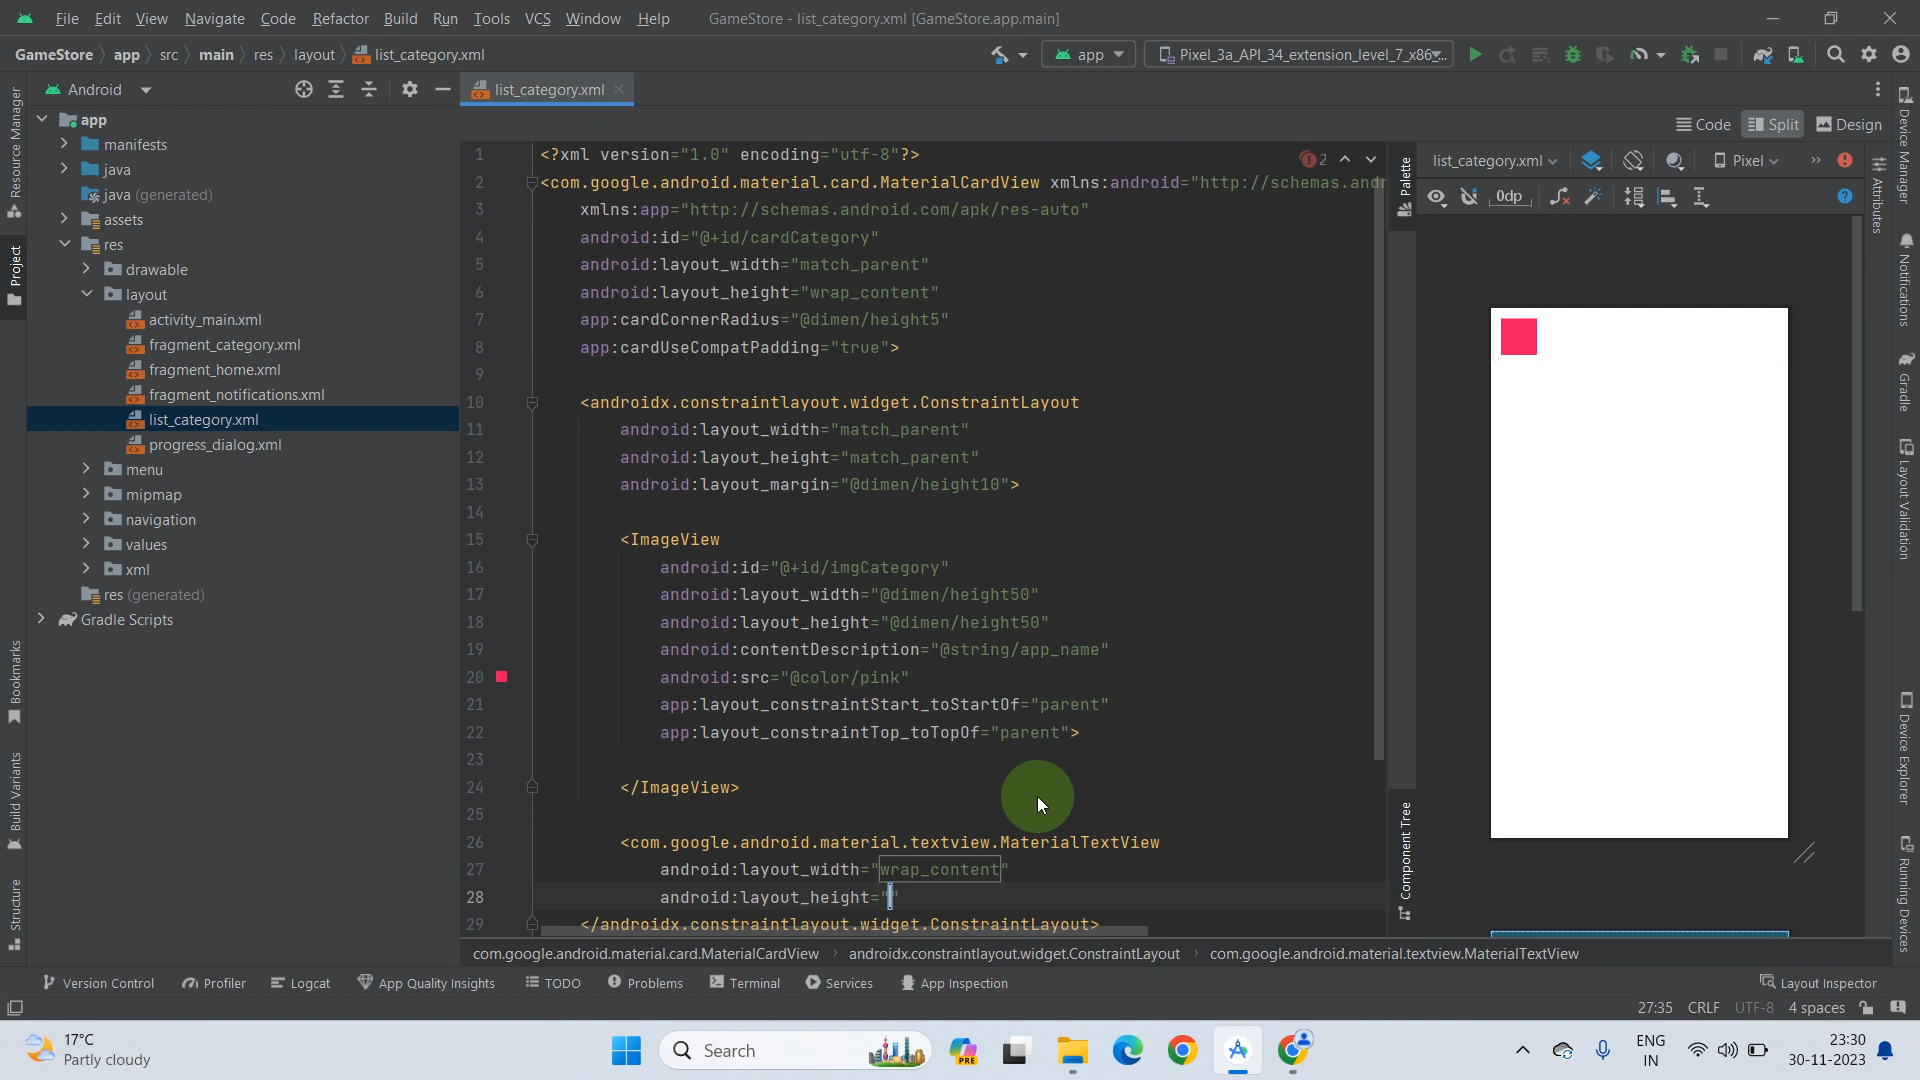 File Edit View Navigate Code Refactor Build Run Tools VCS Window Help GameStore - list_category.xml [GameStore.app.main]
GameStore app src main res layout list_category.xml app Pixel_3a_API_34_extension_level_7_x86
Android list_category.xml
Code Split Design
app
manifests
java
java (generated)
assets
res
drawable
layout
activity_main.xml
fragment_category.xml
fragment_home.xml
fragment_notifications.xml
list_category.xml
progress_dialog.xml
menu
mipmap
navigation
values
xml
res (generated)
Gradle Scripts
Resource Manager
Project
Bookmarks
Build Variants
Structure
1 <?xml version="1.0" encoding="utf-8"?>
2 <com.google.android.material.card.MaterialCardView xmlns:android="http://schemas.andr
3 xmlns:app="http://schemas.android.com/apk/res-auto"
4 android:id="@+id/cardCategory"
5 android:layout_width="match_parent"
6 android:layout_height="wrap_content"
7 app:cardCornerRadius="@dimen/height5"
8 app:cardUseCompatPadding="true">
9
10 <androidx.constraintlayout.widget.ConstraintLayout
11 android:layout_width="match_parent"
12 android:layout_height="match_parent"
13 android:layout_margin="@dimen/height10">
14
15 <ImageView
16 android:id="@+id/imgCategory"
17 android:layout_width="@dimen/height50"
18 android:layout_height="@dimen/height50"
19 android:contentDescription="@string/app_name"
20 android:src="@color/pink"
21 app:layout_constraintStart_toStartOf="parent"
22 app:layout_constraintTop_toTopOf="parent">
23
24 </ImageView>
25
26 <com.google.android.material.textview.MaterialTextView
27 android:layout_width="wrap_content"
28 android:layout_height=""
29 </androidx.constraintlayout.widget.ConstraintLayout>
2
com.google.android.material.card.MaterialCardView androidx.constraintlayout.widget.ConstraintLayout com.google.android.material.textview.MaterialTextView
Palette
Component Tree
list_category.xml Pixel
0dp
Attributes
Device Manager
Notifications
Gradle
Layout Validation
Device Explorer
Running Devices
Version Control Profiler Logcat App Quality Insights TODO Problems Terminal Services App Inspection Layout Inspector
27:35 CRLF UTF-8 4 spaces
17°C
Partly cloudy
Search
PRE
ENG
IN
23:30
30-11-2023